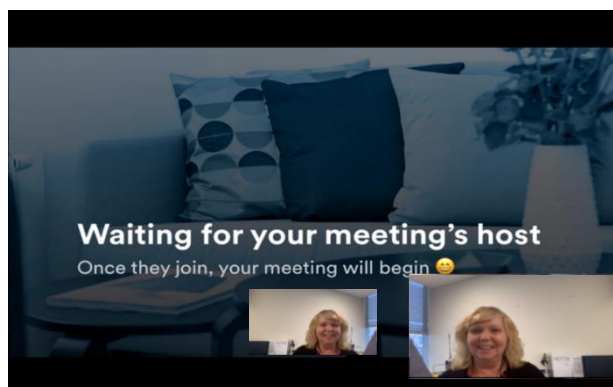 Waiting for your meeting's host
Once they join, your meeting will begin 😄